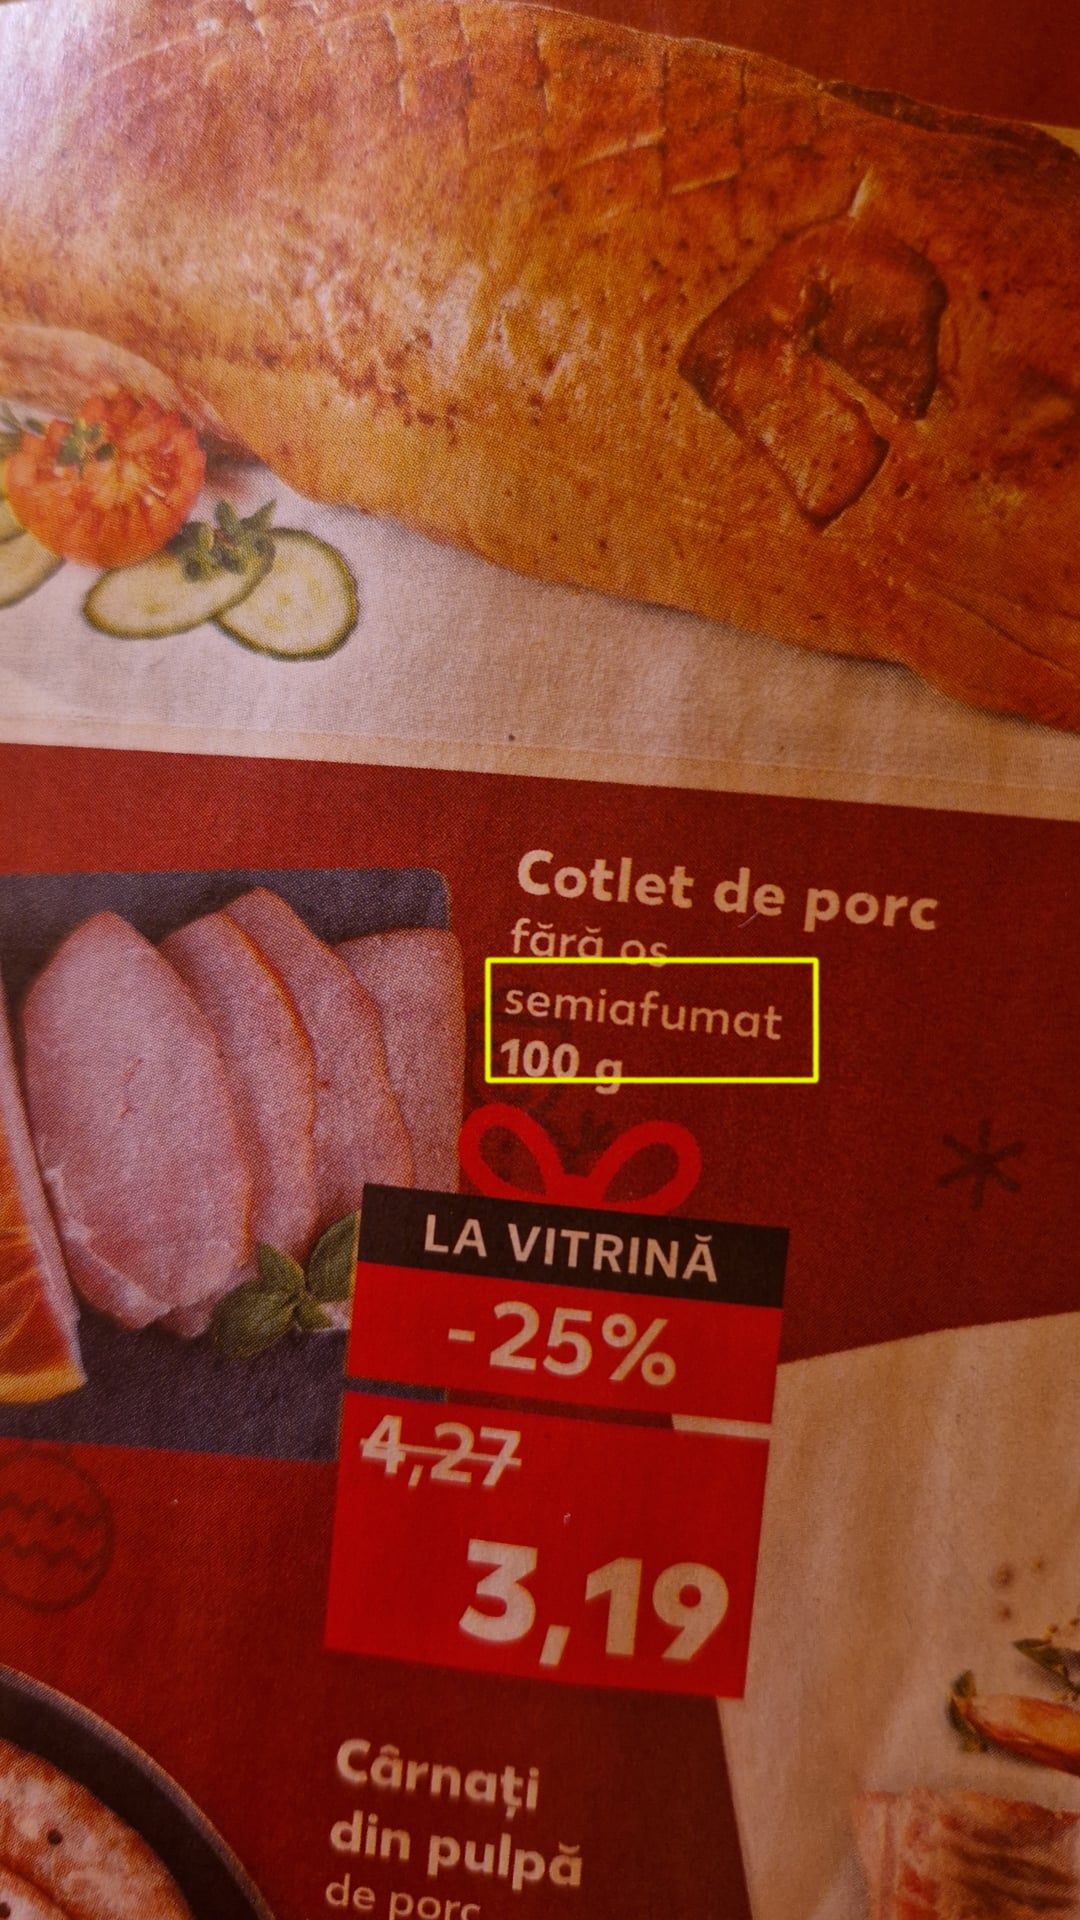 Cotlet de porc
fără os
semiafumat
100 g
LA VITRINĂ
-25%
4,27
3,19
Cârnați
din pulpă
de porc